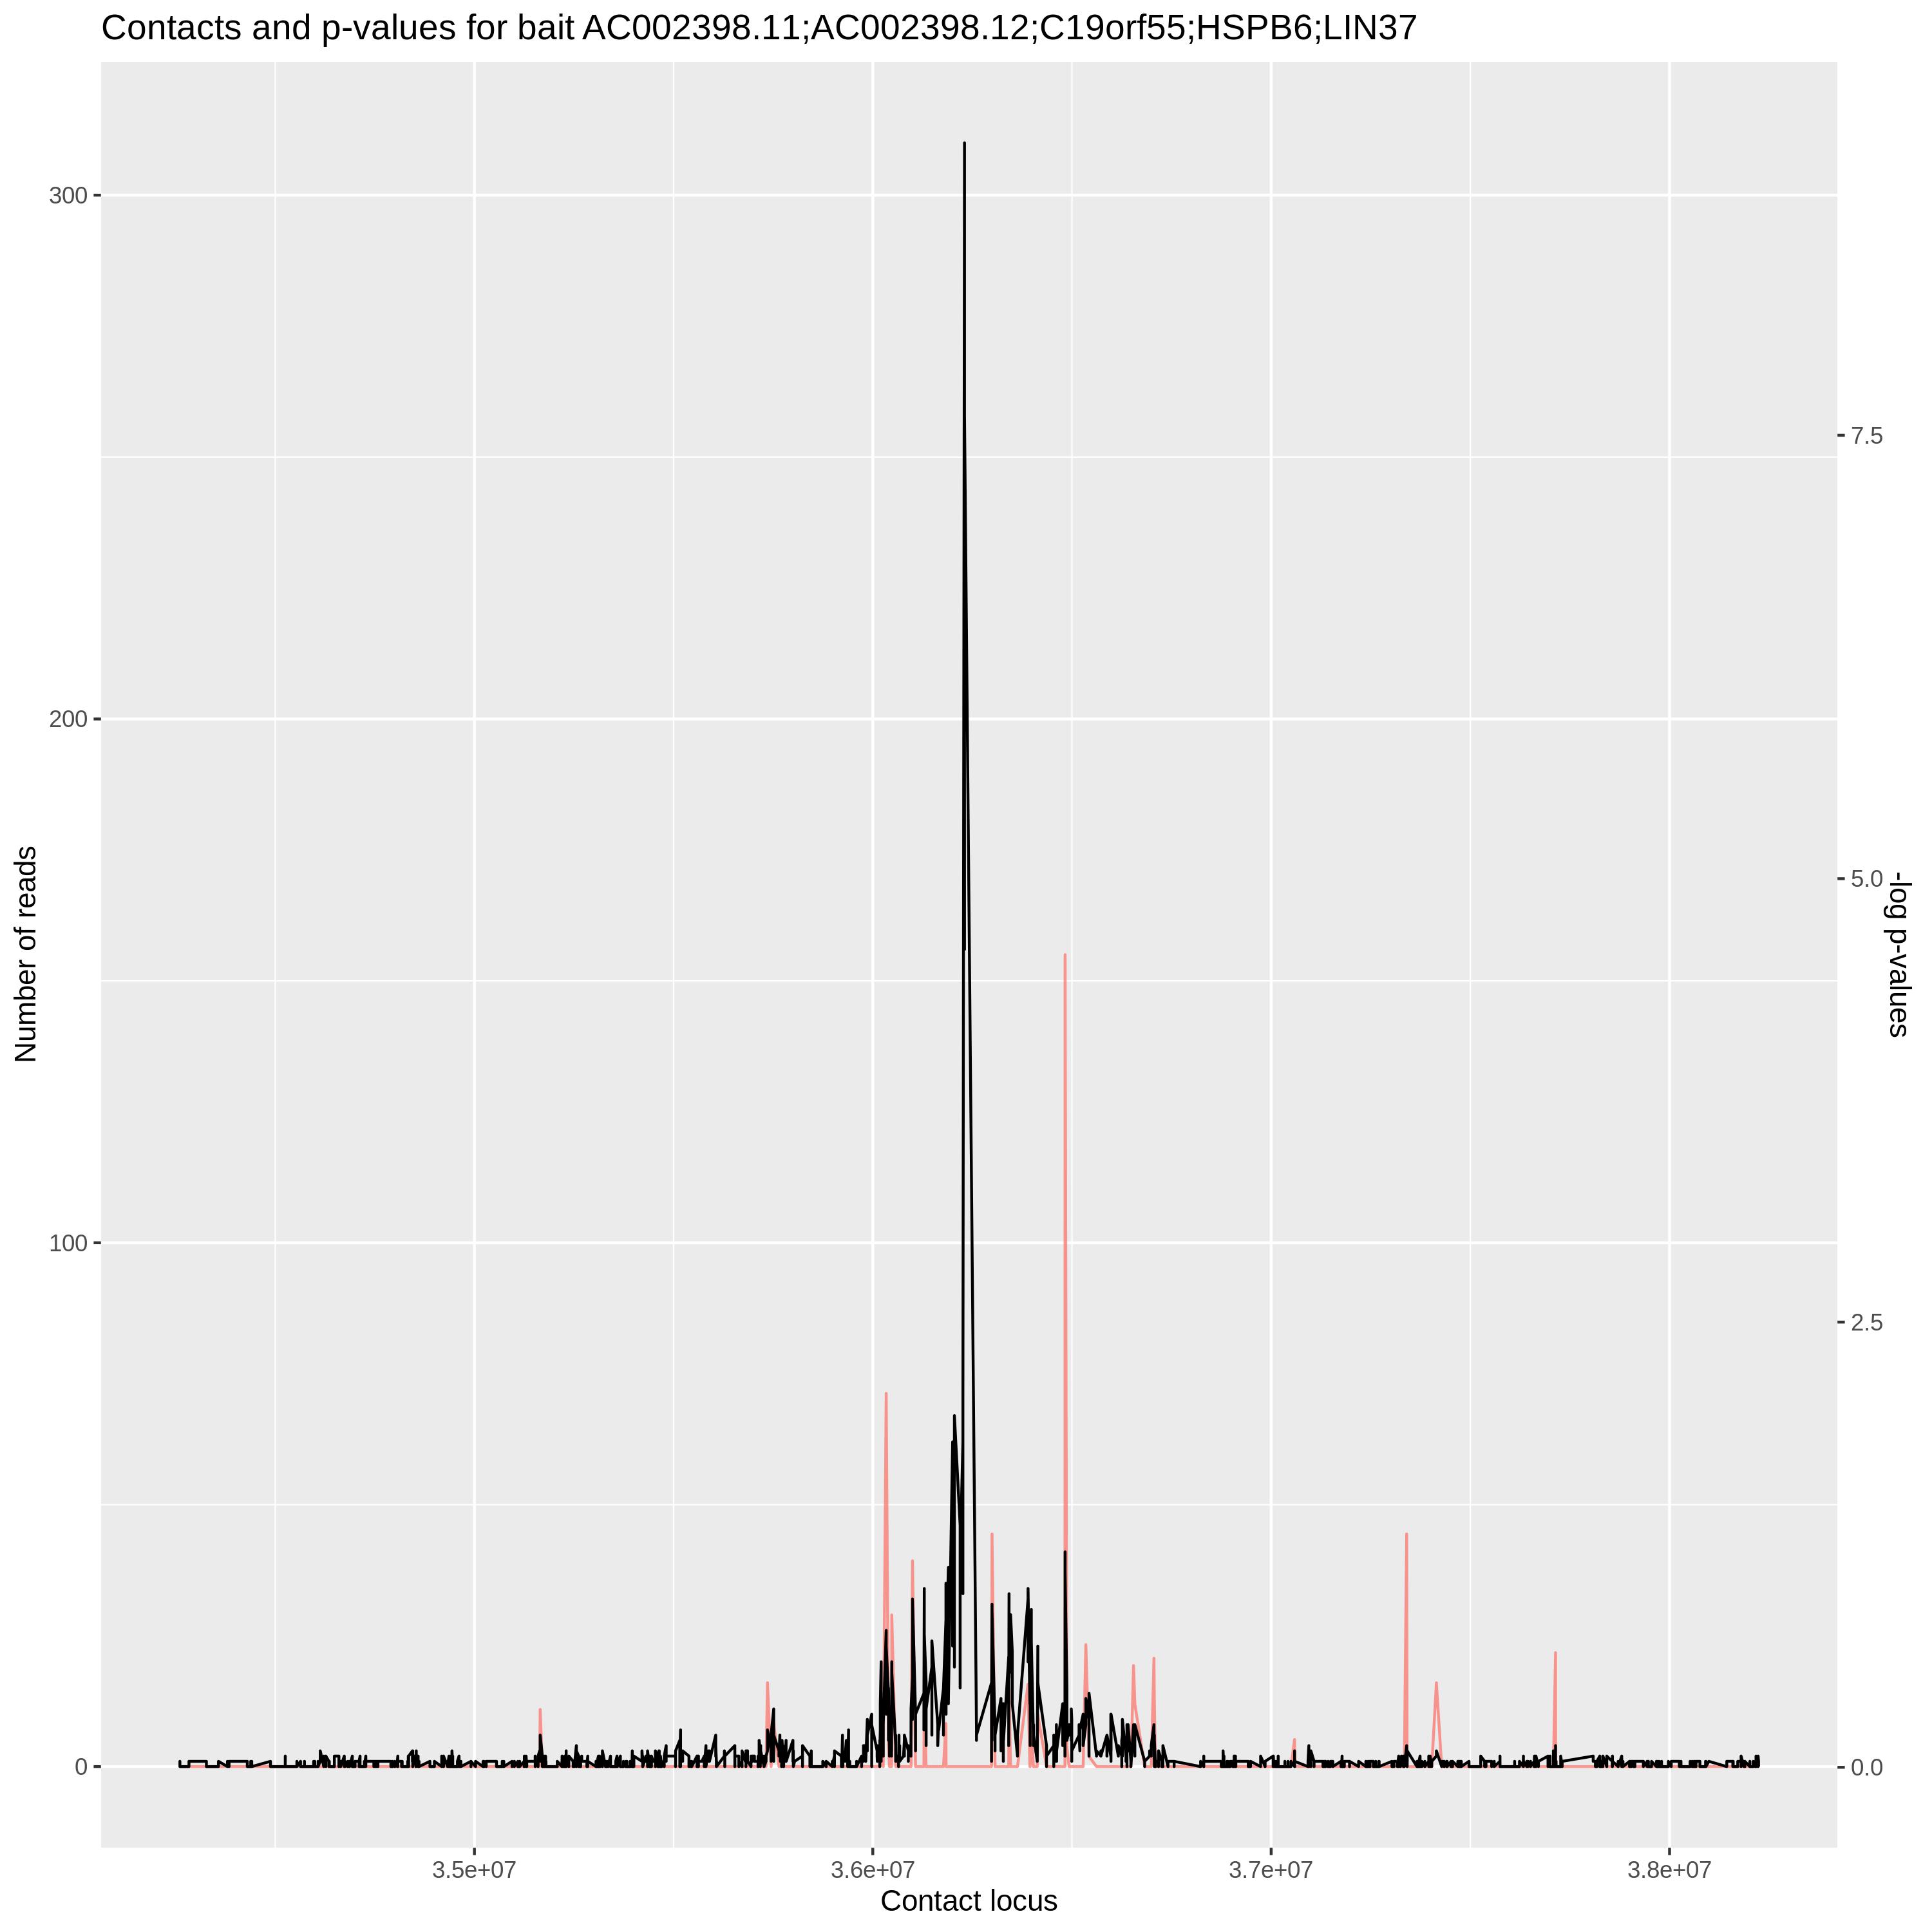 Contacts and p-values for bait AC002398.11;AC002398.12;C19orf55;HSPB6;LIN37
300
200
100
0
Number of reads
7.5
5.0
2.5
0.0
-log p-values
3.5e+07
3.6e+07
3.7e+07
3.8e+07
Contact locus